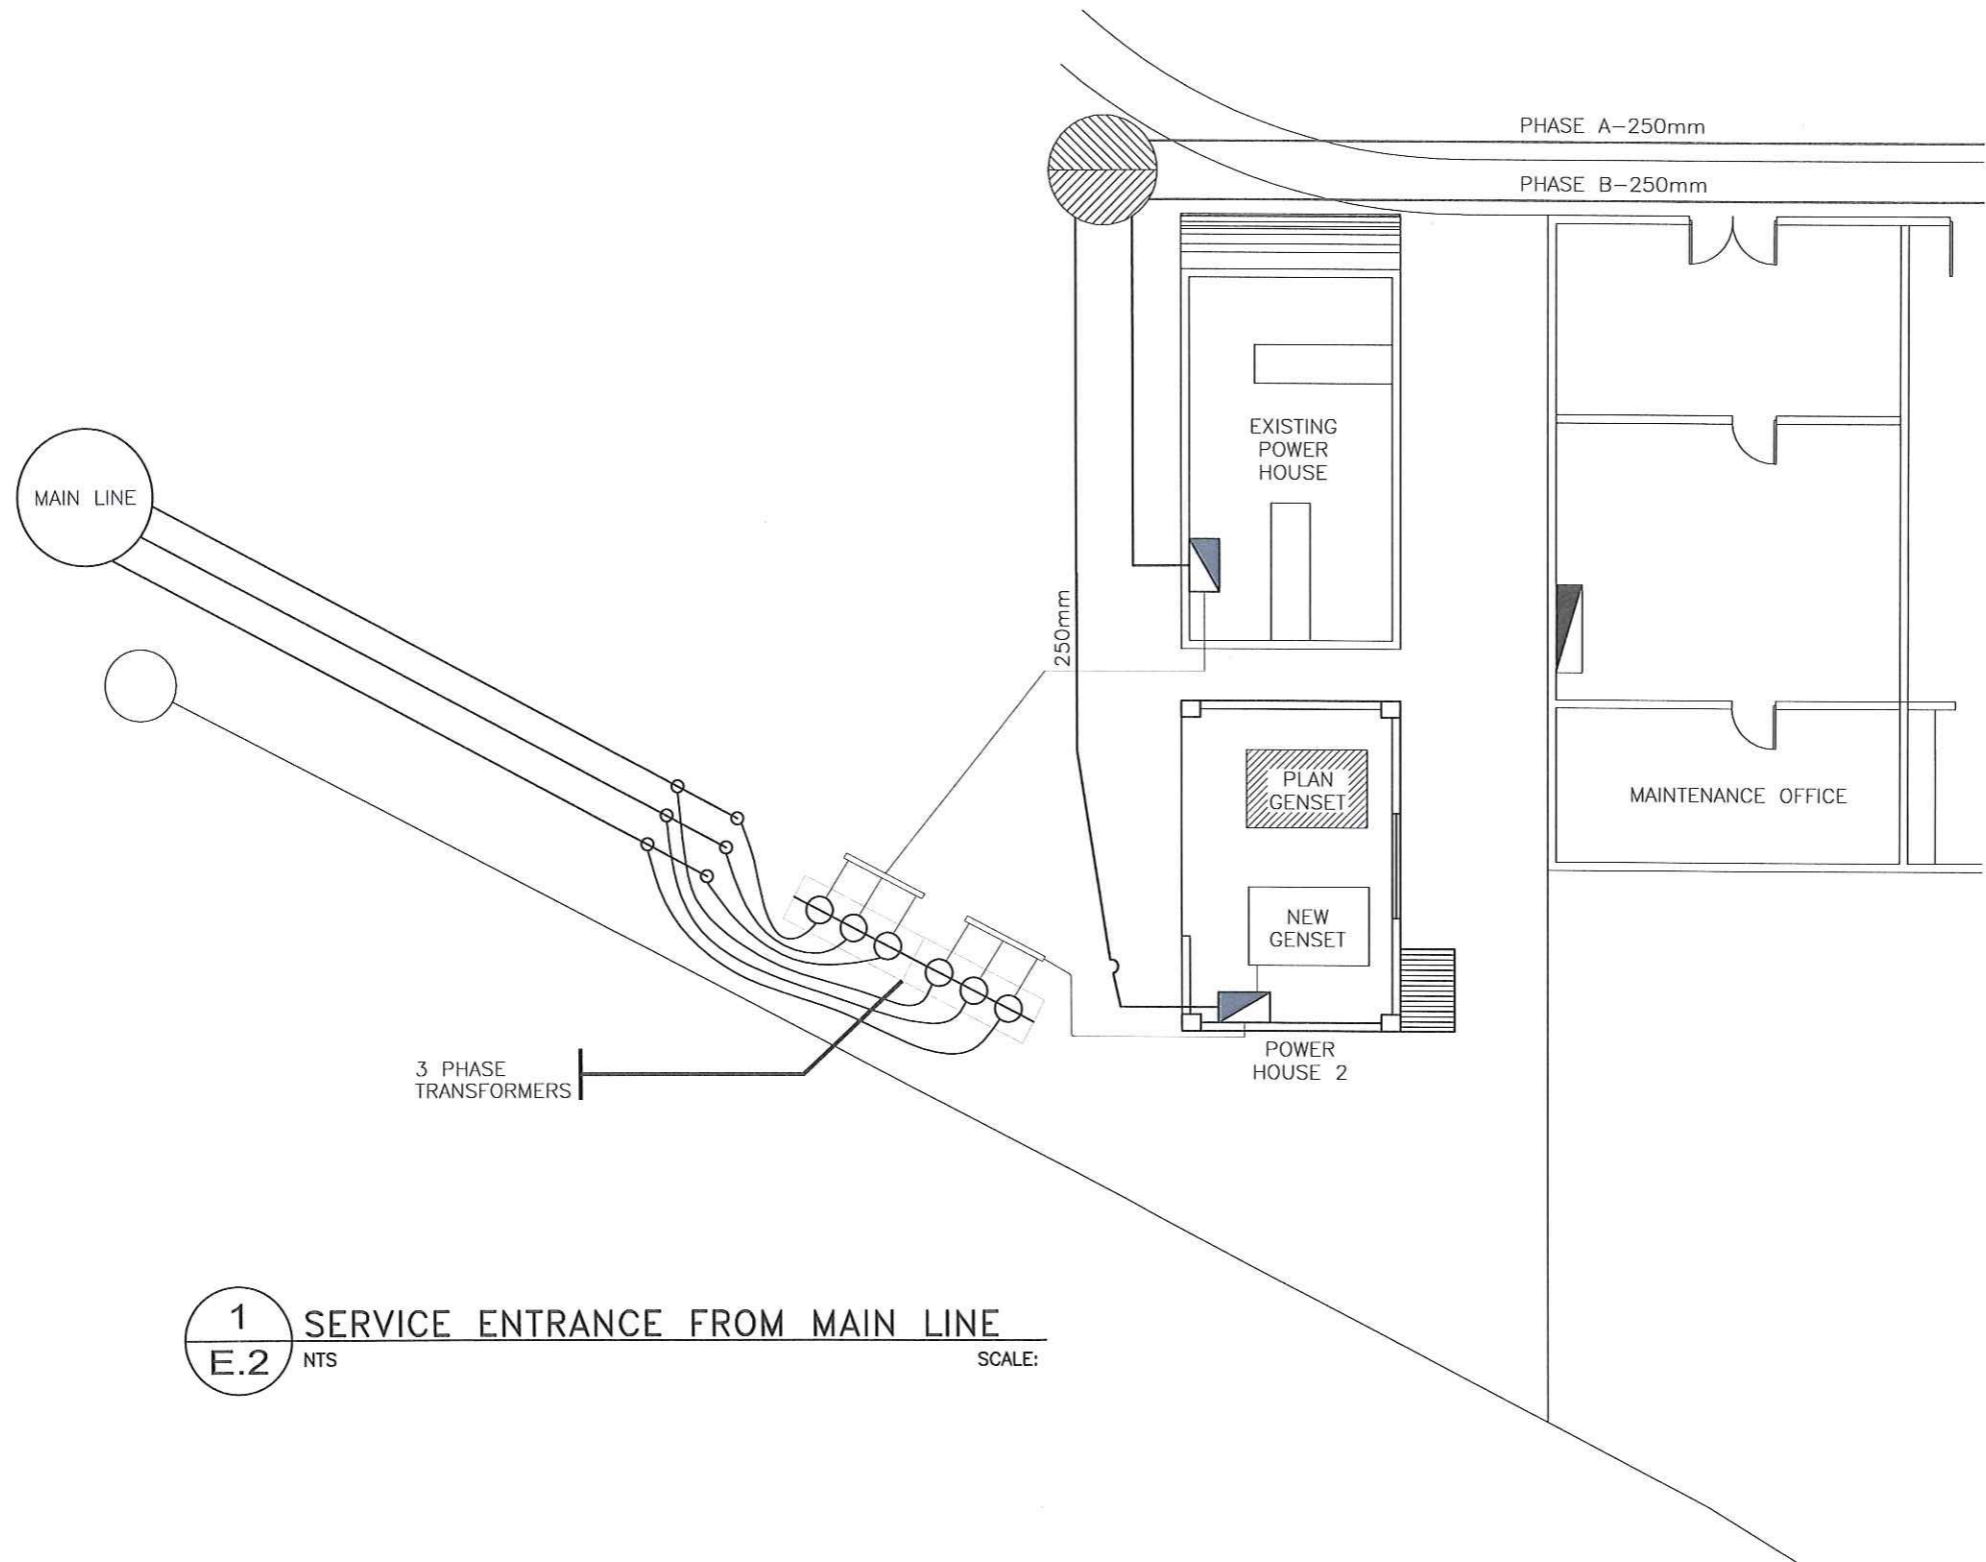 PHASE A-250mm
PHASE B-250mm
EXISTING
POWER
HOUSE
MAIN LINE
250mm
PLAN
GENSET
MAINTENANCE OFFICE
NEW
GENSET
POWER
HOUSE 2
3 PHASE
TRANSFORMERS
1
E.2
SERVICE ENTRANCE FROM MAIN LINE
NTS
SCALE: